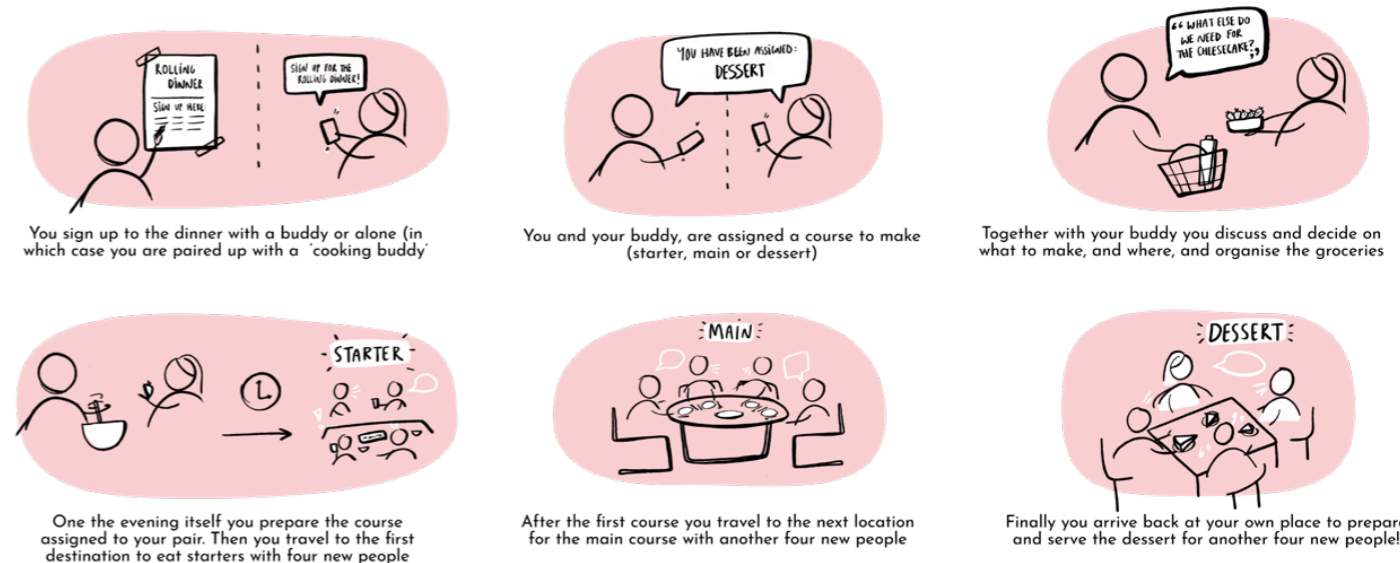 ROLLING
DINNER
SIGN UP HERE:
SIGN UP FOR THE
ROLLING DINNER!
You sign up to the dinner with a buddy or alone (in
which case you are paired up with a ‘cooking buddy’
YOU HAVE BEEN ASSIGNED:
DESSERT
You and your buddy, are assigned a course to make
(starter, main or dessert)
“WHAT ELSE DO
WE NEED FOR
THE CHEESECAKE?”
Together with your buddy you discuss and decide on
what to make, and where, and organise the groceries
STARTER
One the evening itself you prepare the course
assigned to your pair. Then you travel to the first
destination to eat starters with four new people
MAIN
After the first course you travel to the next location
for the main course with another four new people
DESSERT
Finally you arrive back at your own place to prepare
and serve the dessert for another four new people!